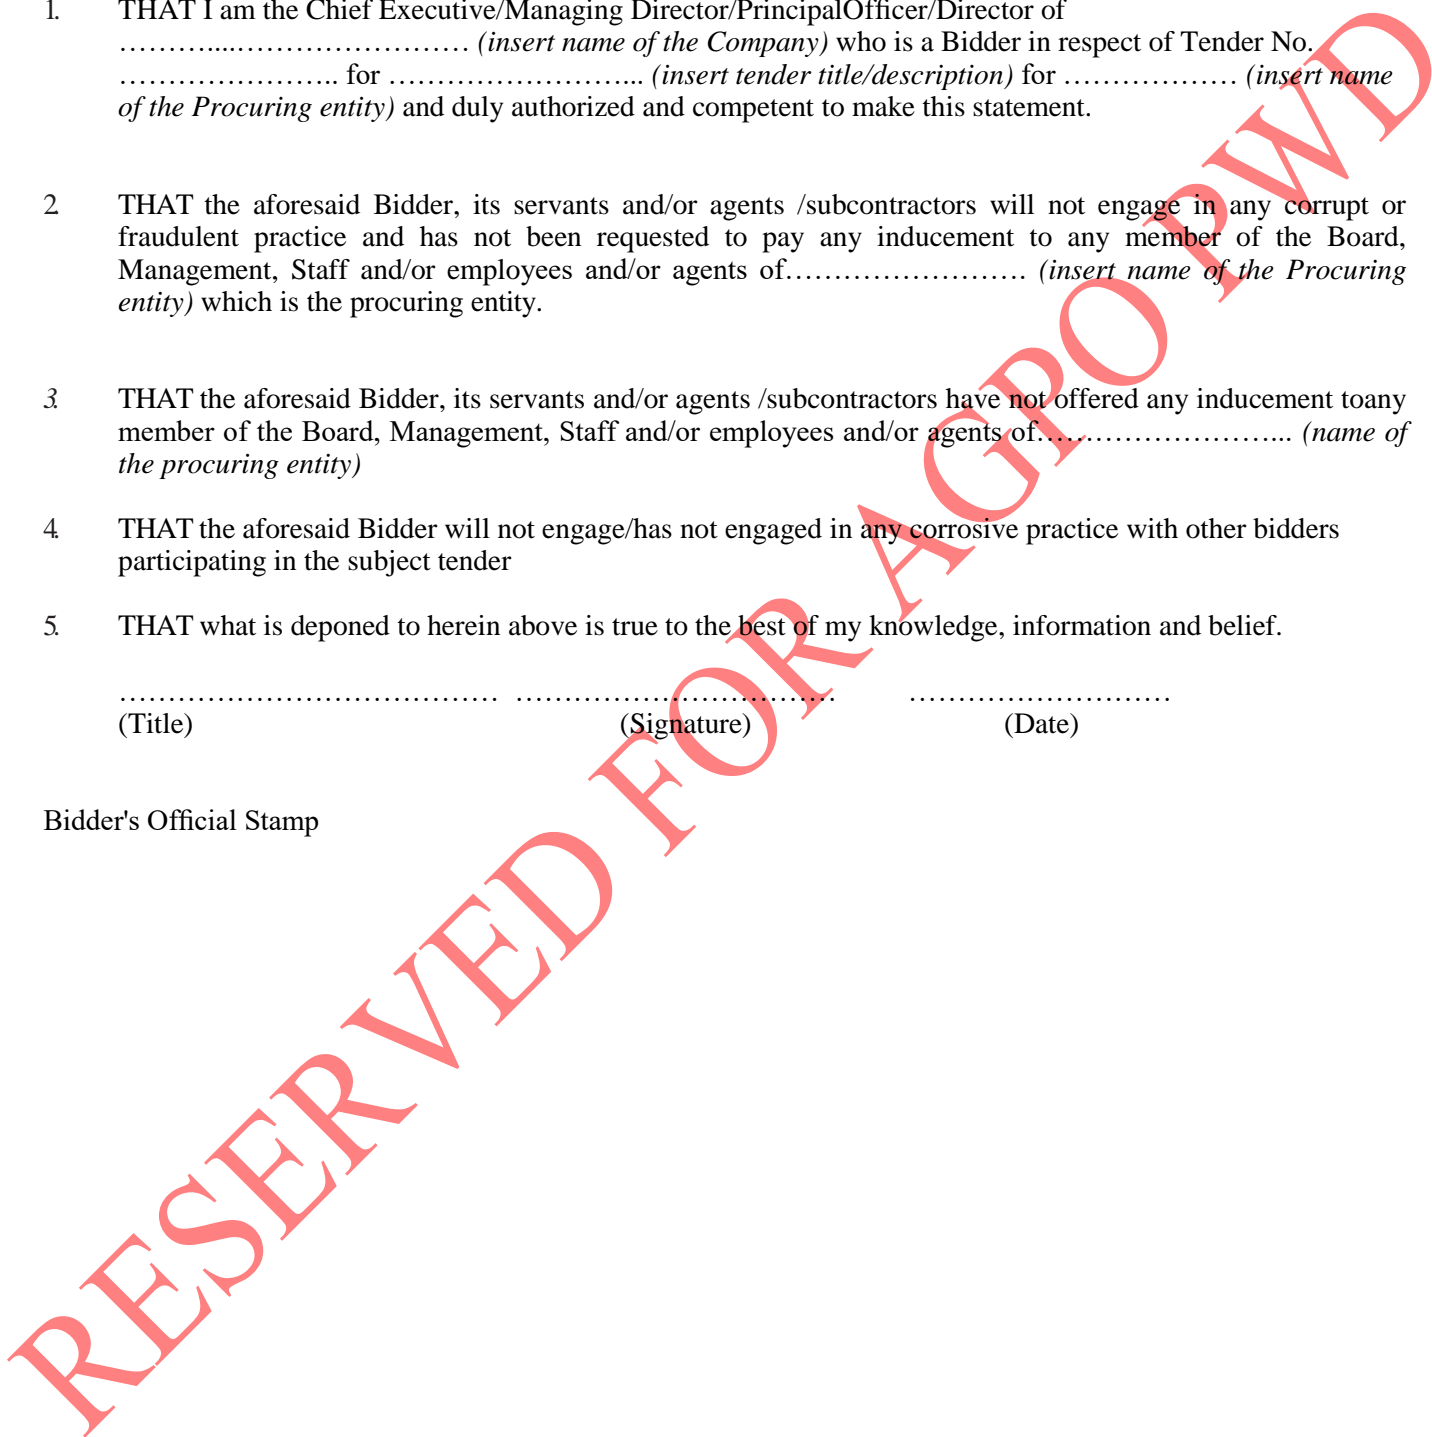 1. THAT I am the Chief Executive/Managing Director/PrincipalOfficer/Director of
………...…………………… (insert name of the Company) who is a Bidder in respect of Tender No.
………………….. for …………………... (insert tender title/description) for ……………… (insert name
of the Procuring entity) and duly authorized and competent to make this statement.
2. THAT the aforesaid Bidder, its servants and/or agents /subcontractors will not engage in any corrupt or
fraudulent practice and has not been requested to pay any inducement to any member of the Board,
Management, Staff and/or employees and/or agents of…………………… (insert name of the Procuring
entity) which is the procuring entity.
3. THAT the aforesaid Bidder, its servants and/or agents /subcontractors have not offered any inducement toany
member of the Board, Management, Staff and/or employees and/or agents of……………………... (name of
the procuring entity)
4. THAT the aforesaid Bidder will not engage/has not engaged in any corrosive practice with other bidders
participating in the subject tender
5. THAT what is deponed to herein above is true to the best of my knowledge, information and belief.
………………………………… …………………………… ………………………
(Title) (Signature) (Date)
Bidder's Official Stamp
RESERVED FOR AGPO PWD